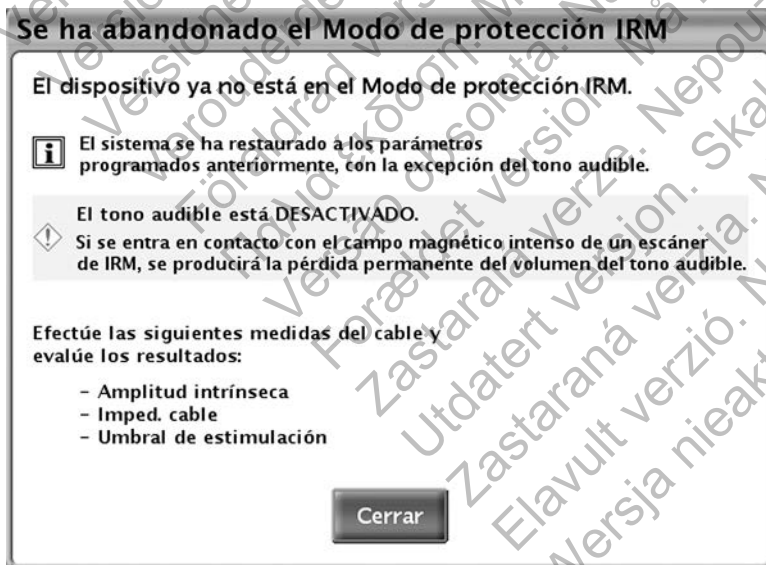 Se ha abandonado el Modo de protección IRM
El dispositivo ya no está en el Modo de protección IRM.
El sistema se ha restaurado a los parámetros
programados anteriormente, con la excepción del tono audible.
El tono audible está DESACTIVADO.
Si se entra en contacto con el campo magnético intenso de un escáner
de IRM, se producirá la pérdida permanente del volumen del tono audible.
Efectúe las siguientes medidas del cable y
evalúe los resultados:
- Amplitud intrínseca
- Imped. cable
- Umbral de estimulación
Cerrar